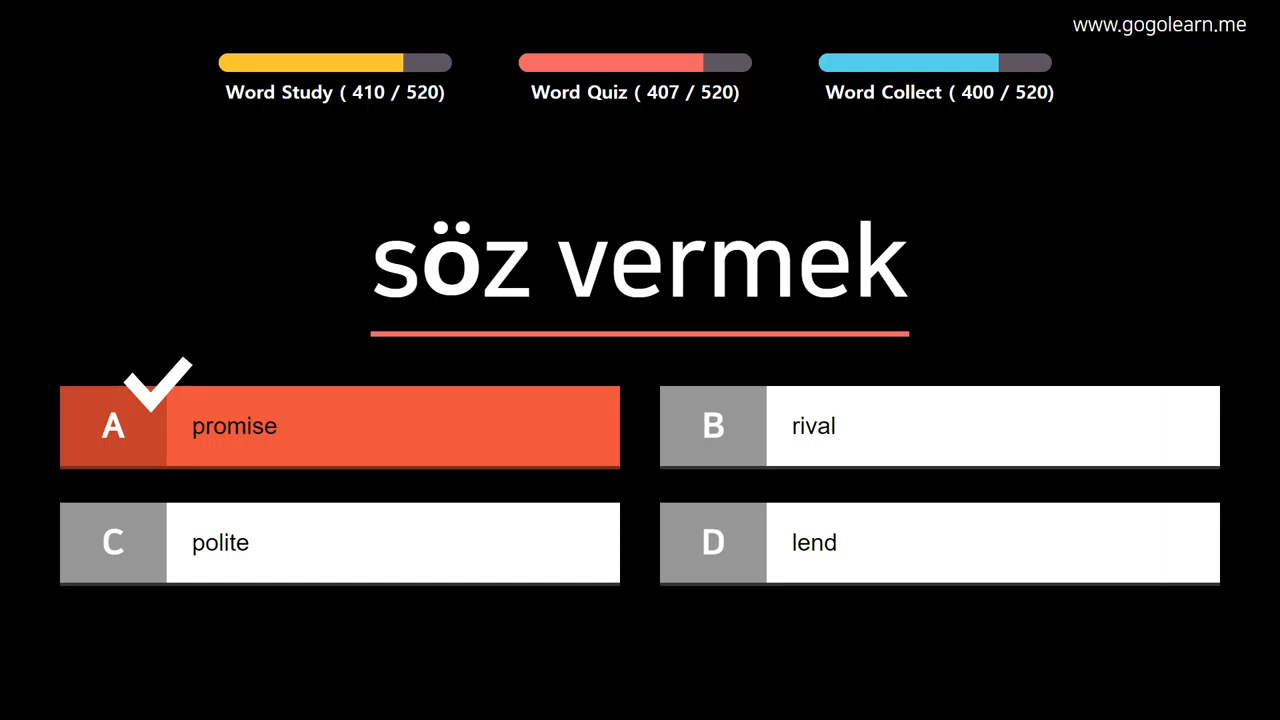 www.gogolearn.me
Word Study ( 410 / 520)
Word Quiz ( 407 / 520)
Word Collect ( 400 / 520)
söz vermek
A promise
B rival
C polite
D lend